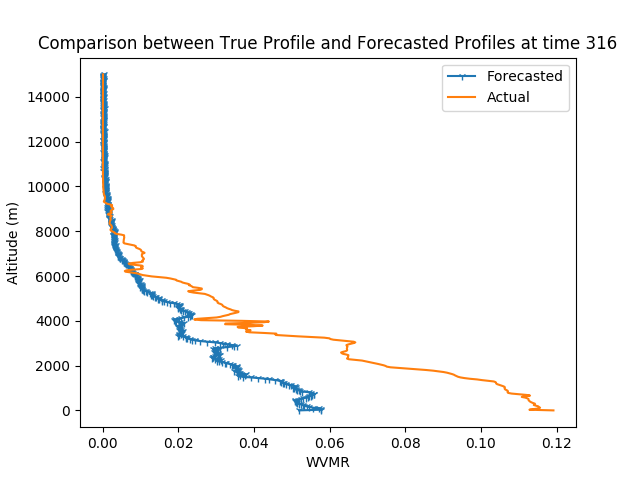 Comparison between True Profile and Forecasted Profiles at time 316
Forecasted
Actual
Altitude (m)
14000
12000
10000
8000
6000
4000
2000
0
0.00 0.02 0.04 0.06 0.08 0.10 0.12
WVMR